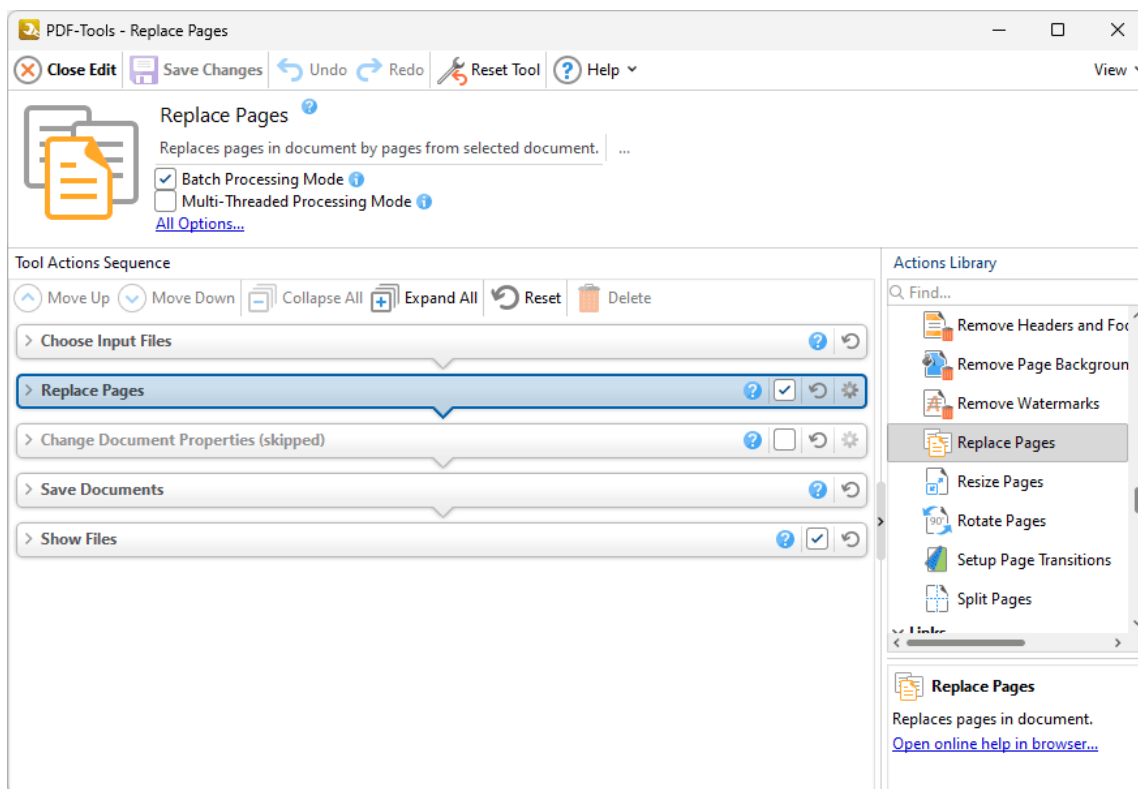 PDF-Tools - Replace Pages
Close Edit Save Changes Undo Redo Reset Tool ? Help View
Replace Pages ?
Replaces pages in document by pages from selected document. ...
Batch Processing Mode i
Multi-Threaded Processing Mode i
All Options...
Tool Actions Sequence
Move Up Move Down Collapse All Expand All Reset Delete
Choose Input Files ?
Replace Pages ?
Change Document Properties (skipped) ?
Save Documents ?
Show Files ?
Actions Library
Find...
Remove Headers and Foo
Remove Page Backgroun
Remove Watermarks
Replace Pages
Resize Pages
90° Rotate Pages
Setup Page Transitions
Split Pages
Links
Replace Pages
Replaces pages in document.
Open online help in browser...